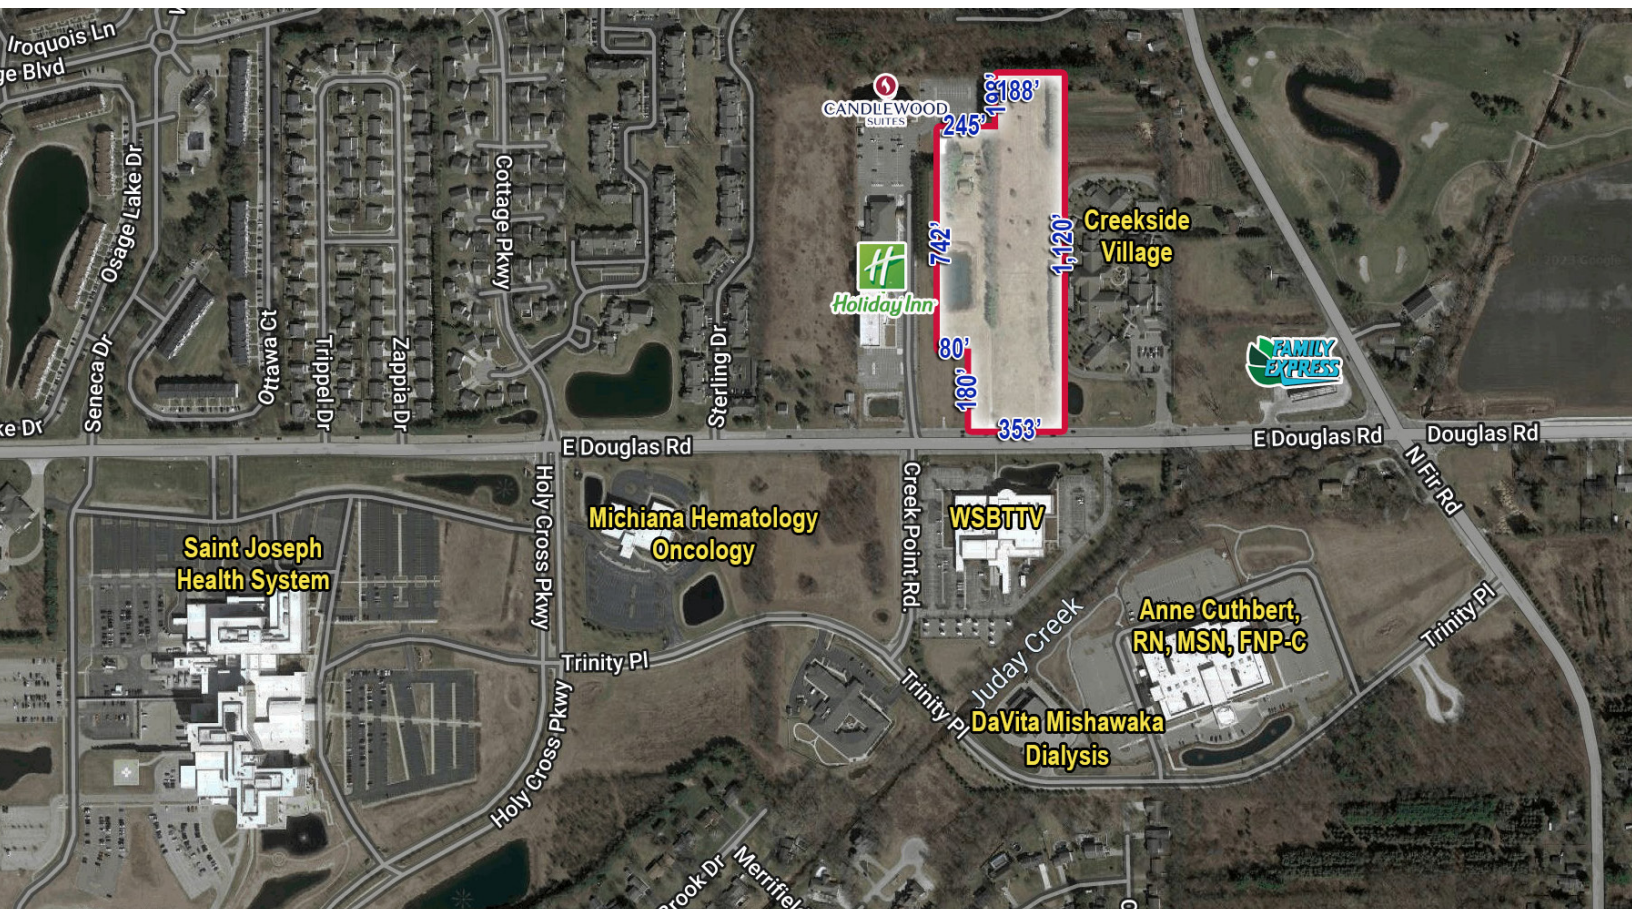 Iroquois Ln
ge Blvd
Osage Lake Dr
Seneca Dr
ke Dr
Ottawa Ct
Trippel Dr
Zappia Dr
Cottage Pkwy
Sterling Dr
CANDLEWOOD
SUITES
Holiday Inn
188'
245'
742'
1,120'
80'
180'
353'
Creekside
Village
FAMILY
EXPRESS
E Douglas Rd
E Douglas Rd
Douglas Rd
N Fir Rd
Holy Cross Pkwy
Creek Point Rd.
Michiana Hematology
Oncology
WSBTTV
Saint Joseph
Health System
Anne Cuthbert,
RN, MSN, FNP-C
Trinity Pl
Juday Creek
Trinity Pl
Trinity Pl
DaVita Mishawaka
Dialysis
Holy Cross Pkwy
rook Dr
Merrifield